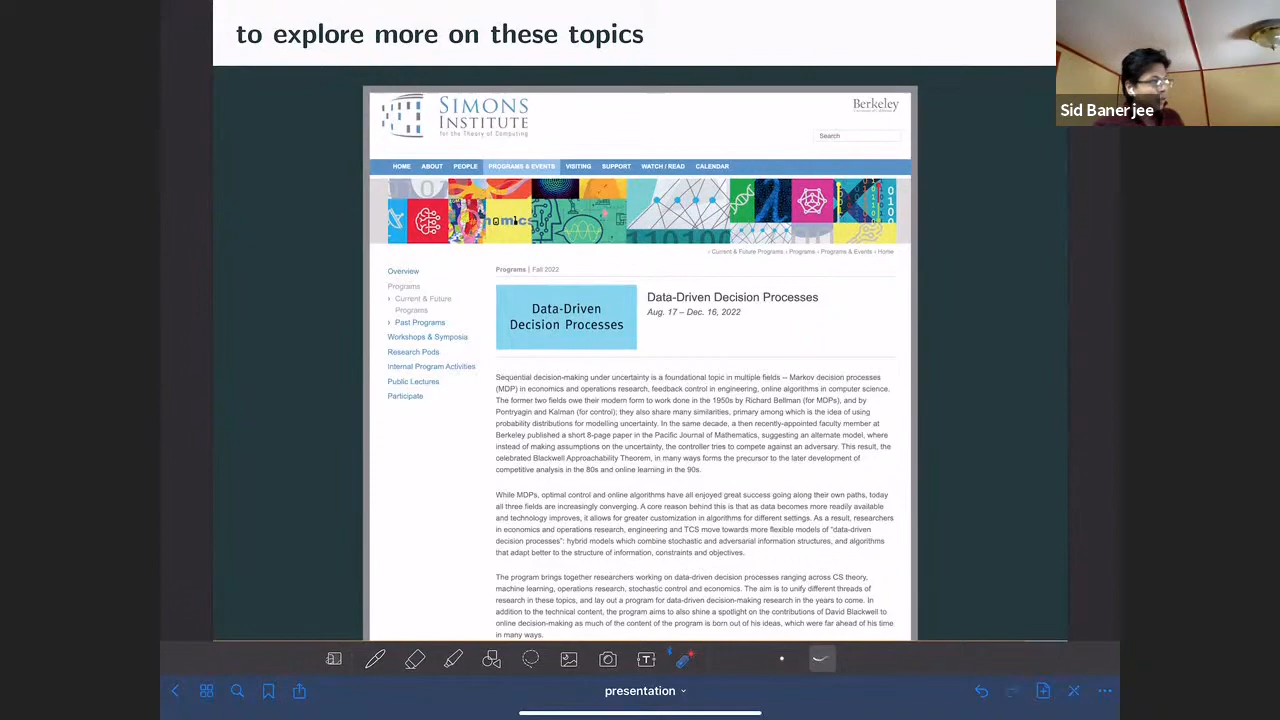 to explore more on these topics
Sid Banerjee
SIMONS
INSTITUTE
for the Theory of Computing
Berkeley
Search
HOME ABOUT PEOPLE PROGRAMS & EVENTS VISITING SUPPORT WATCH / READ CALENDAR
‹ Current & Future Programs › Programs › Programs & Events › Home
Overview
Programs
› Current & Future
Programs
› Past Programs
Workshops & Symposia
Research Pods
Internal Program Activities
Public Lectures
Participate
Programs | Fall 2022
Data-Driven
Decision Processes
Data-Driven Decision Processes
Aug. 17 – Dec. 16, 2022
Sequential decision-making under uncertainty is a foundational topic in multiple fields -- Markov decision processes
(MDP) in economics and operations research, feedback control in engineering, online algorithms in computer science.
The former two fields owe their modern form to work done in the 1950s by Richard Bellman (for MDPs), and by
Pontryagin and Kalman (for control); they also share many similarities, primary among which is the idea of using
probability distributions for modelling uncertainty. In the same decade, a then recently-appointed faculty member at
Berkeley published a short 8-page paper in the Pacific Journal of Mathematics, suggesting an alternate model, where
instead of making assumptions on the uncertainty, the controller tries to compete against an adversary. This result, the
celebrated Blackwell Approachability Theorem, in many ways forms the precursor to the later development of
competitive analysis in the 80s and online learning in the 90s.
While MDPs, optimal control and online algorithms have all enjoyed great success going along their own paths, today
all three fields are increasingly converging. A core reason behind this is that as data becomes more readily available
and technology improves, it allows for greater customization in algorithms for different settings. As a result, researchers
in economics and operations research, engineering and TCS move towards more flexible models of "data-driven
decision processes": hybrid models which combine stochastic and adversarial information structures, and algorithms
that adapt better to the structure of information, constraints and objectives.
The program brings together researchers working on data-driven decision processes ranging across CS theory,
machine learning, operations research, stochastic control and economics. The aim is to unify different threads of
research in these topics, and lay out a program for data-driven decision-making research in the years to come. In
addition to the technical content, the program aims to also shine a spotlight on the contributions of David Blackwell to
online decision-making as much of the content of the program is born out of his ideas, which were far ahead of his time
in many ways.
presentation